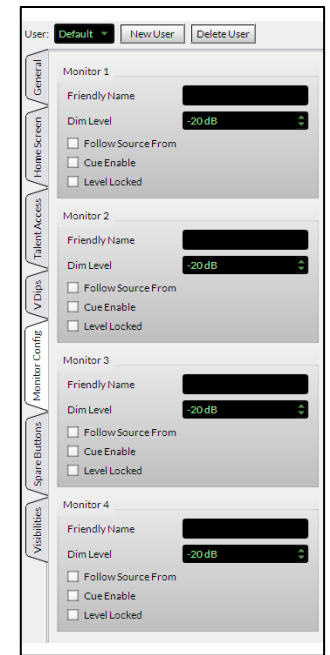 User: Default New User Delete User
General
Home Screen
Talent Access
V Dips
Monitor Config
Spare Buttons
Visibilities
Monitor 1
Friendly Name
Dim Level -20 dB
Follow Source From
Cue Enable
Level Locked
Monitor 2
Friendly Name
Dim Level -20 dB
Follow Source From
Cue Enable
Level Locked
Monitor 3
Friendly Name
Dim Level -20 dB
Follow Source From
Cue Enable
Level Locked
Monitor 4
Friendly Name
Dim Level -20 dB
Follow Source From
Cue Enable
Level Locked